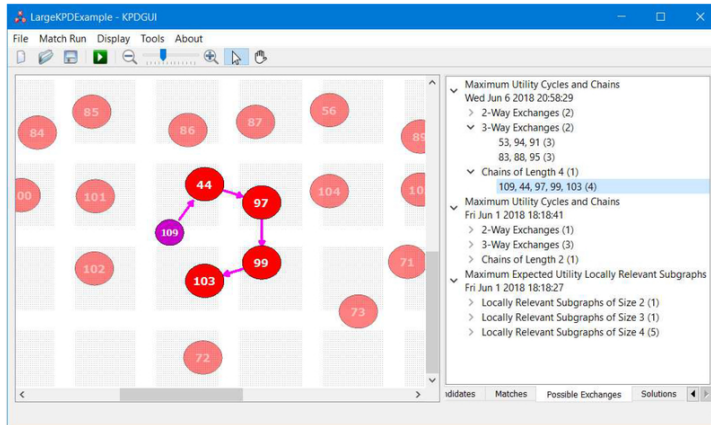 LargeKPDExample - KPDGUI
File Match Run Display Tools About
85
84
86
87
56
89
00
101
44
97
104
10
109
102
99
103
71
73
72
Maximum Utility Cycles and Chains
Wed Jun 6 2018 20:58:29
2-Way Exchanges (2)
3-Way Exchanges (2)
53, 94, 91 (3)
83, 88, 95 (3)
Chains of Length 4 (1)
109, 44, 97, 99, 103 (4)
Maximum Utility Cycles and Chains
Fri Jun 1 2018 18:18:41
2-Way Exchanges (1)
3-Way Exchanges (3)
Chains of Length 2 (1)
Maximum Expected Utility Locally Relevant Subgraphs
Fri Jun 1 2018 18:18:27
Locally Relevant Subgraphs of Size 2 (1)
Locally Relevant Subgraphs of Size 3 (1)
Locally Relevant Subgraphs of Size 4 (5)
didates Matches Possible Exchanges Solutions